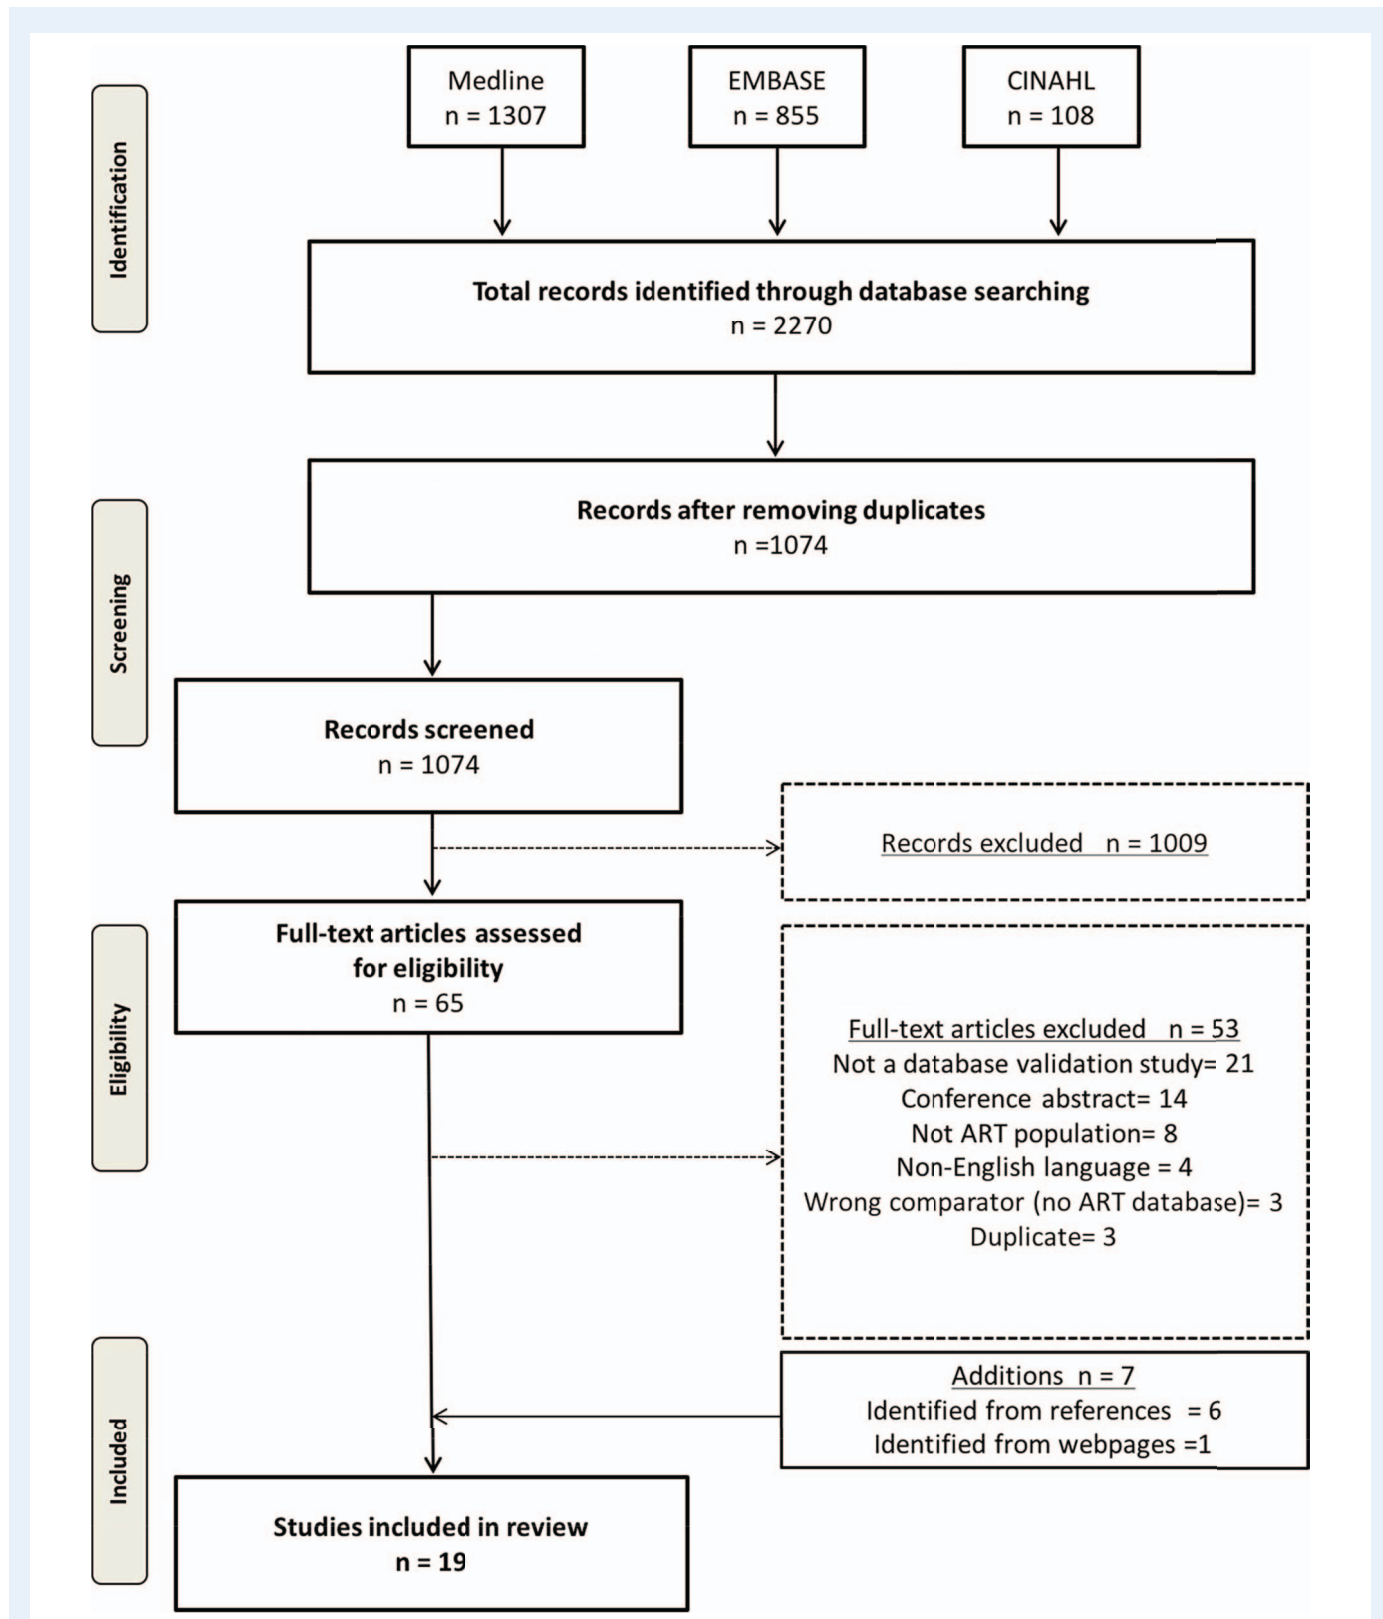 Medline
n = 1307
EMBASE
n = 855
CINAHL
n = 108
Identification
Total records identified through database searching
n = 2270
Screening
Records after removing duplicates
n =1074
Records screened
n = 1074
Records excluded   n = 1009
Eligibility
Full-text articles assessed
for eligibility
n = 65
Full-text articles excluded   n = 53
Not a database validation study= 21
Conference abstract= 14
Not ART population= 8
Non-English language = 4
Wrong comparator (no ART database)= 3
Duplicate= 3
Included
Additions  n = 7
Identified from references  = 6
Identified from webpages =1
Studies included in review
n = 19